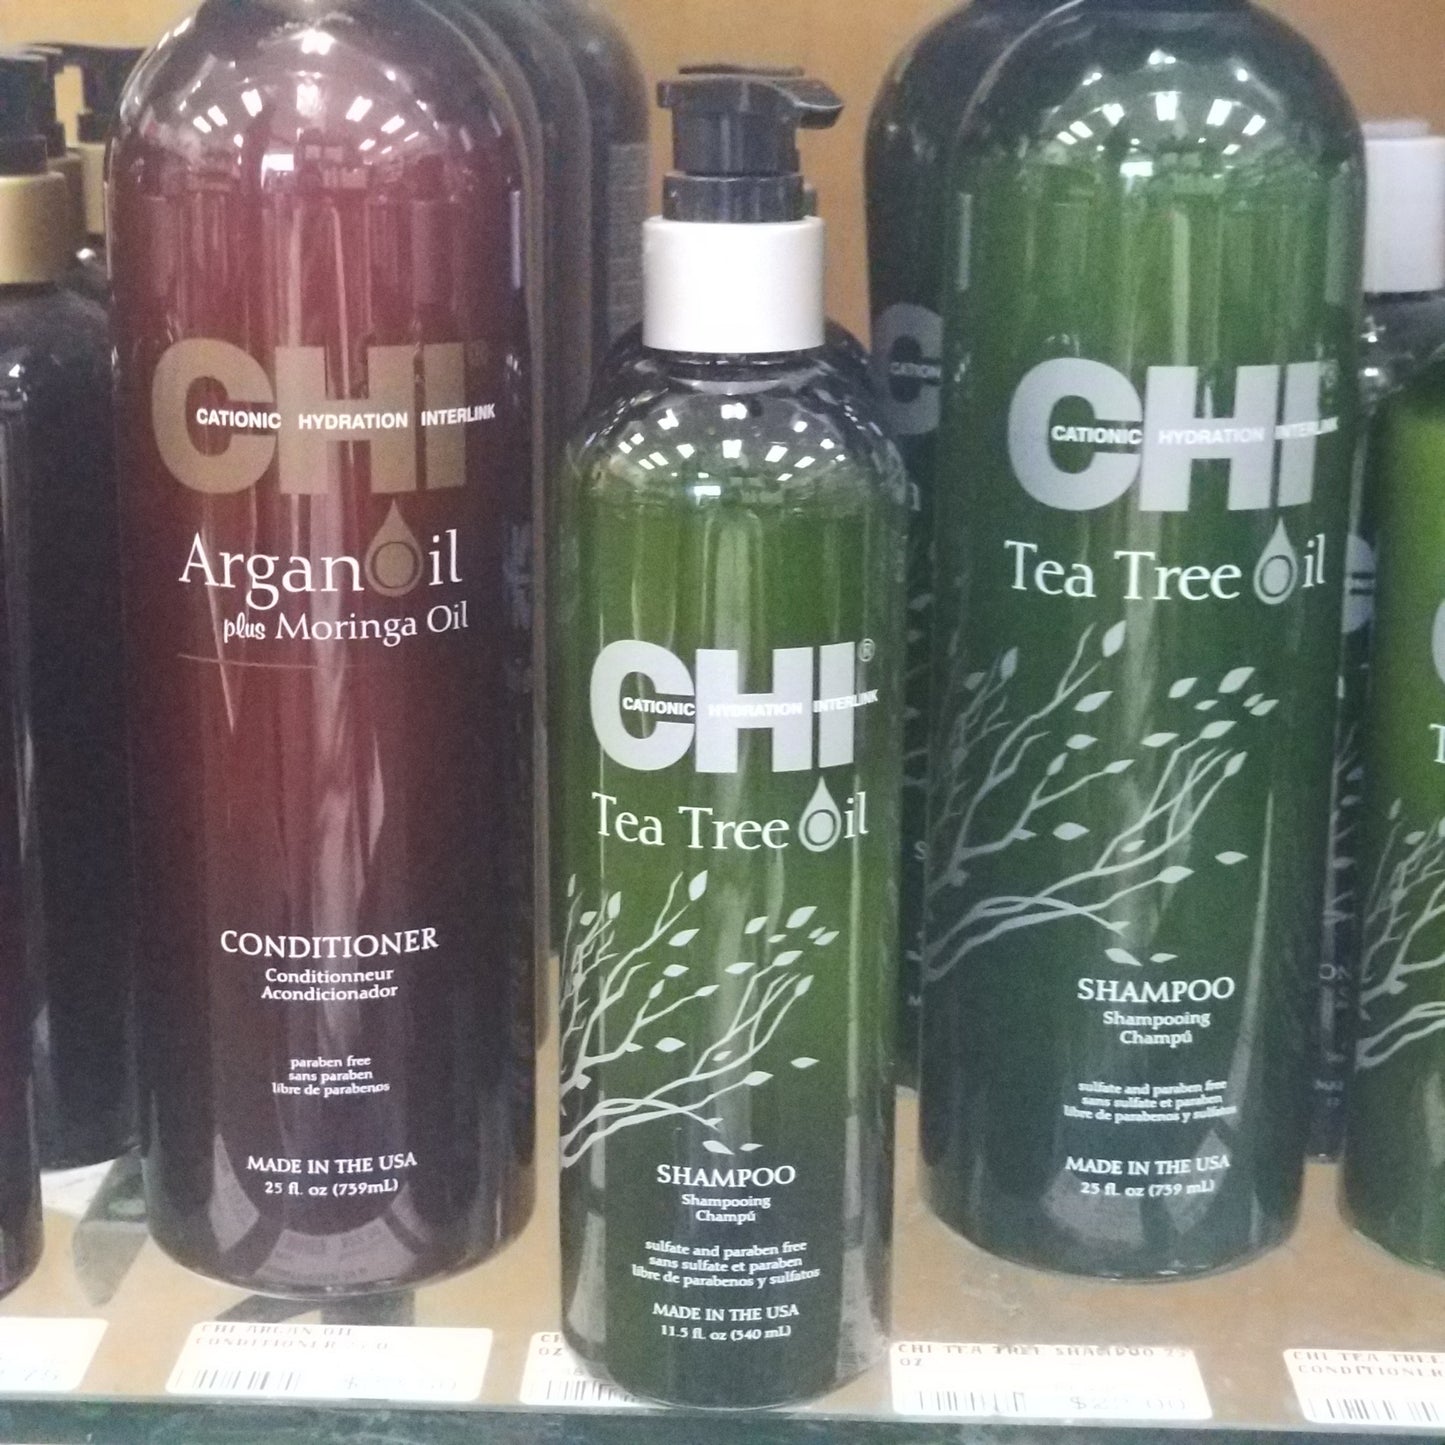 CHI®
CATIONIC HYDRATION INTERLINK
Argan Oil
plus Moringa Oil
CONDITIONER
Conditionneur
Acondicionador
paraben free
sans paraben
libre de parabenos
MADE IN THE USA
25 fl. oz (739mL)
CHI®
CATIONIC HYDRATION INTERLINK
Tea Tree Oil
SHAMPOO
Shampooing
Champú
sulfate and paraben free
sans sulfate et paraben
libre de parabenos y sulfatos
MADE IN THE USA
11.5 fl. oz (340 mL)
CHI®
CATIONIC HYDRATION INTERLINK
Tea Tree Oil
SHAMPOO
Shampooing
Champú
sulfate and paraben free
sans sulfate et paraben
libre de parabenos y sulfatos
MADE IN THE USA
25 fl. oz (739 mL)
CATIONIC
CHI ARGAN OIL
CONDITIONER
OZ
CHI TEA TREE SHAMPOO
OZ
CHI TEA TREE
CONDITIONER